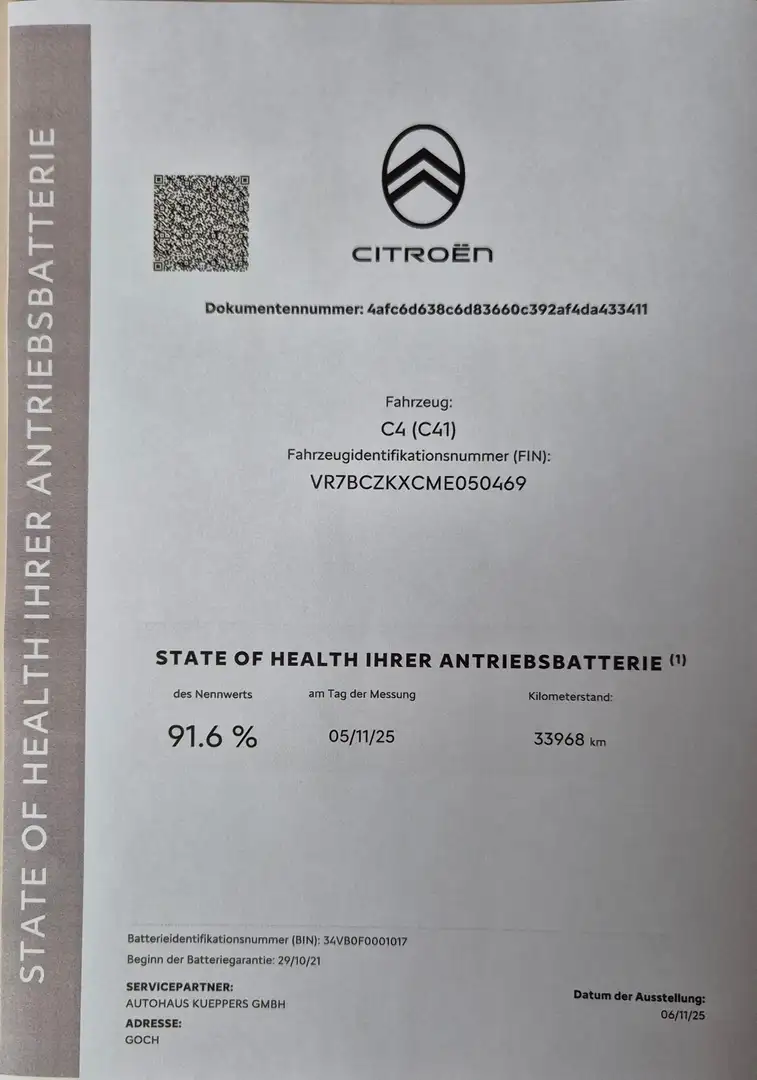 STATE OF HEALTH IHRER ANTRIEBSBATTERIE
CITROËN
Dokumentennummer: 4afc6d638c6d83660c392af4da433411
Fahrzeug:
C4 (C41)
Fahrzeugidentifikationsnummer (FIN):
VR7BCZKXCME050469
STATE OF HEALTH IHRER ANTRIEBSBATTERIE (1)
des Nennwerts am Tag der Messung Kilometerstand:
91.6 % 05/11/25 33968 km
Batterieidentifikationsnummer (BIN): 34VB0F0001017
Beginn der Batteriegarantie: 29/10/21
SERVICEPARTNER:
AUTOHAUS KUEPPERS GMBH
ADRESSE:
GOCH
Datum der Ausstellung:
06/11/25